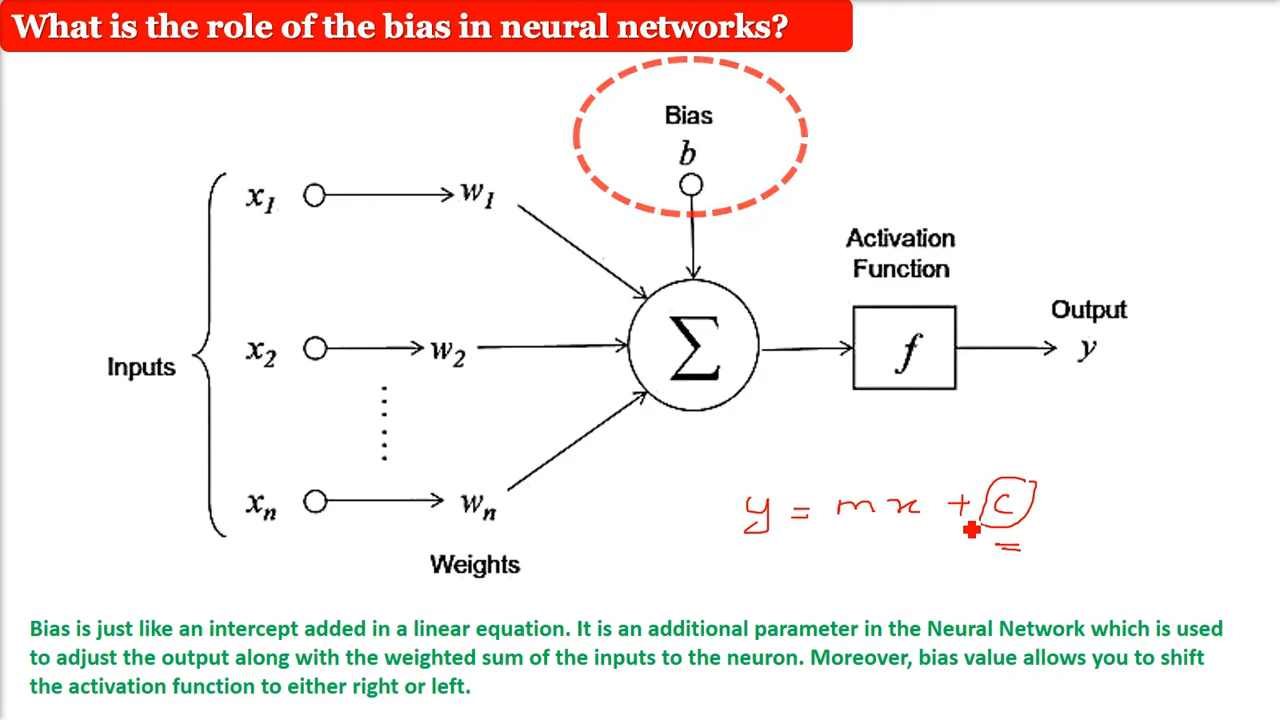 What is the role of the bias in neural networks?
Bias
b
x1 w1
Activation
Function
Output
y
Inputs
x2 w2
Σ
f
xn wn
Weights
y = mx + c
Bias is just like an intercept added in a linear equation. It is an additional parameter in the Neural Network which is used
to adjust the output along with the weighted sum of the inputs to the neuron. Moreover, bias value allows you to shift
the activation function to either right or left.